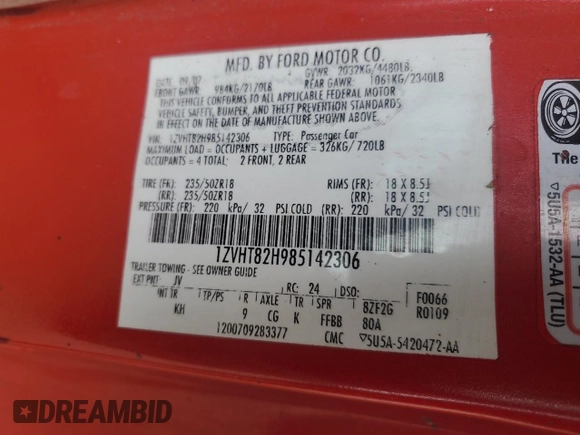 MFD. BY FORD MOTOR CO.
DATE: 09/07 GVWR: 2032KG/4480LB
FRONT GAWR: 984KG/2170LB REAR GAWR: 1061KG/2340LB
THIS VEHICLE CONFORMS TO ALL APPLICABLE FEDERAL MOTOR
VEHICLE SAFETY, BUMPER, AND THEFT PREVENTION STANDARDS
IN EFFECT ON THE DATE OF MANUFACTURE SHOWN ABOVE.
VIN: 1ZVHT82H985142306 TYPE: Passenger Car
MAXIMUM LOAD = OCCUPANTS + LUGGAGE = 326KG/720LB
OCCUPANTS = 4 TOTAL: 2 FRONT, 2 REAR
TIRE (FR): 235/50ZR18 RIMS (FR): 18 X 8.5J
(RR): 235/50ZR18 (RR): 18 X 8.5J
PRESSURE (FR): 220 kPa/ 32 PSI COLD (RR): 220 kPa/ 32 PSI COLD
1ZVHT82H985142306
TRAILER TOWING - SEE OWNER GUIDE
EXT PNT: JV RC: 24 DSO: F0066
INT TR TP/PS R AXLE TR SPR BZF2G R0109
KH 9 CG K FFBB 80A
1200709283377 CMC ▽5U5A-5420472-AA
The
▽5U5A-1532-AA (TLU)
DREAMBID